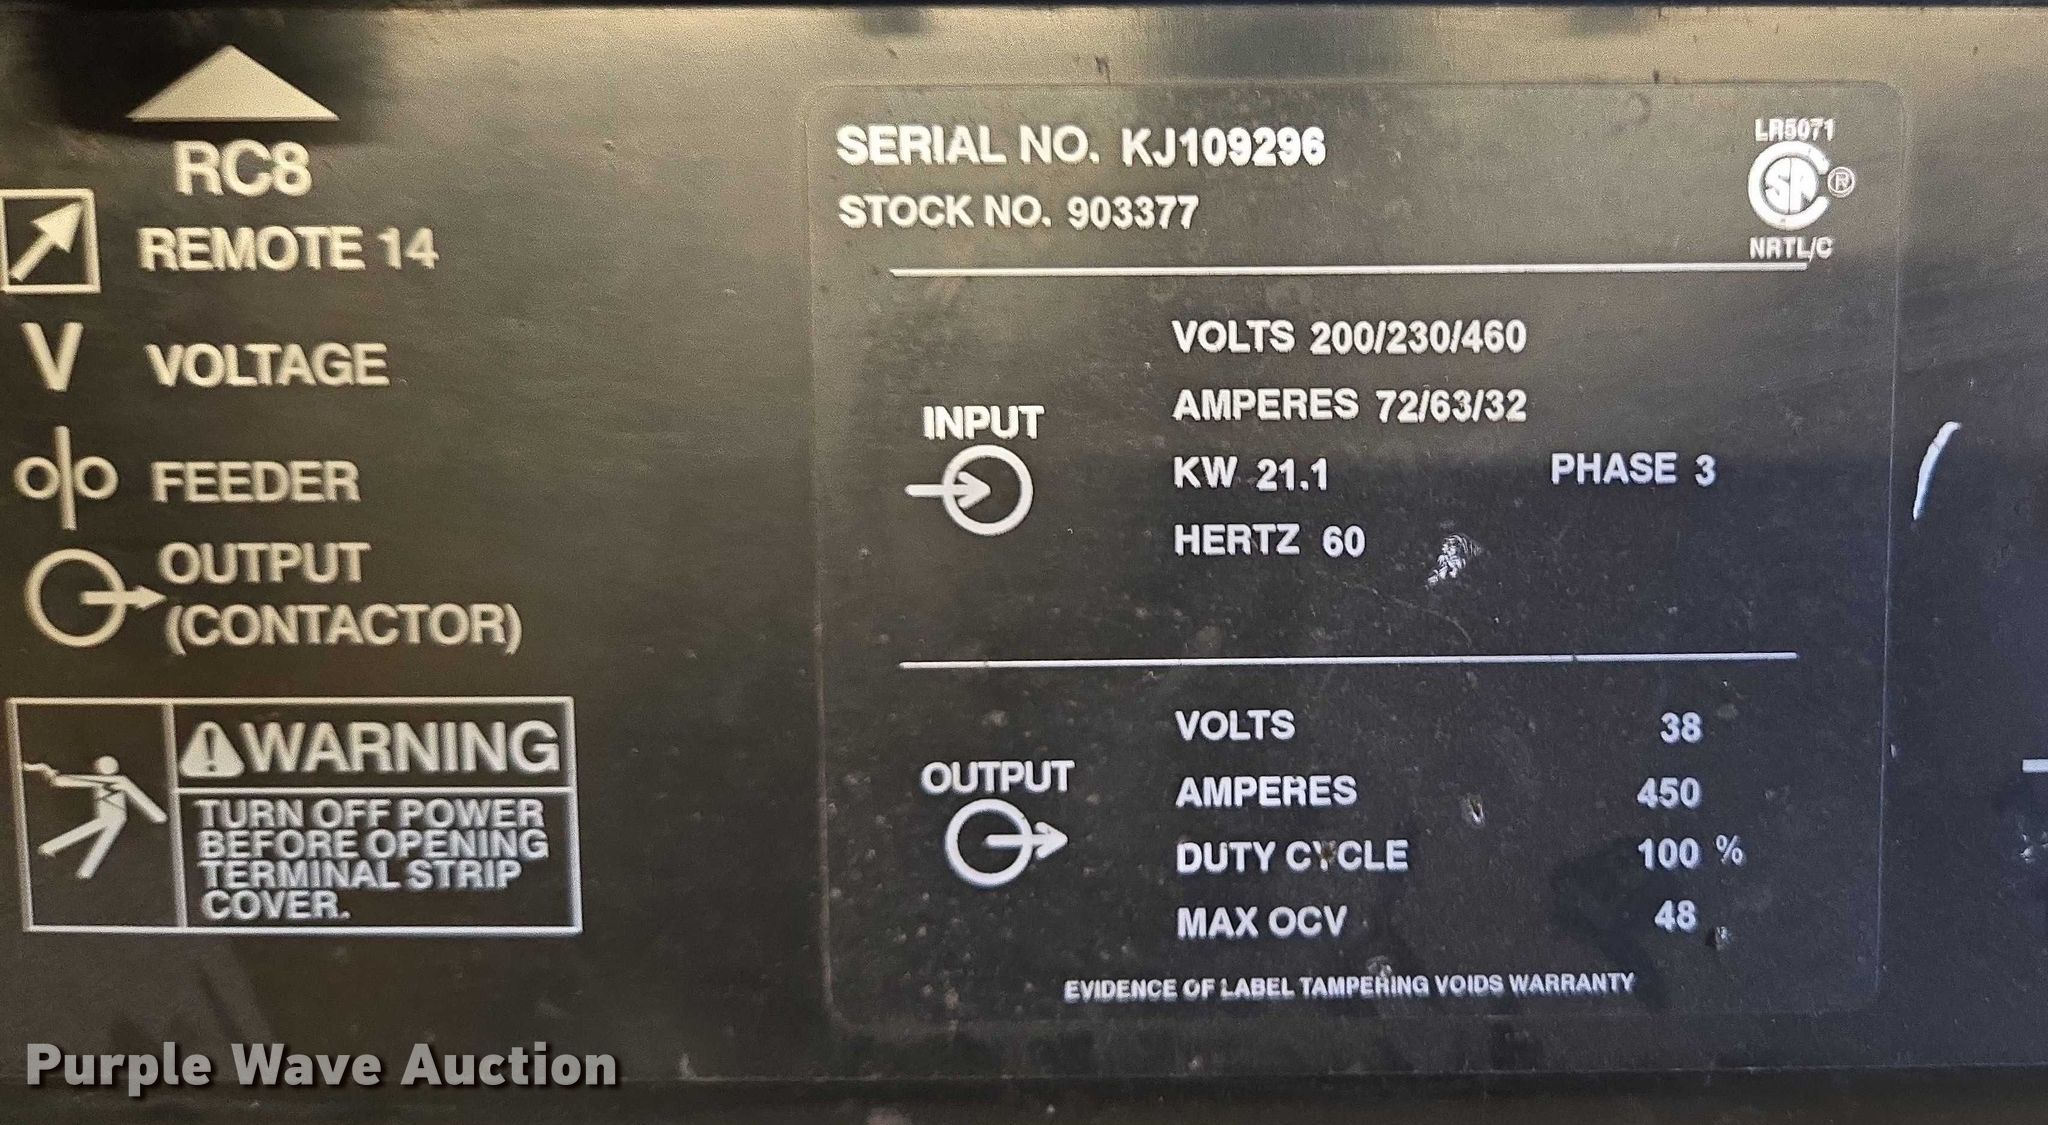 RC8
REMOTE 14
V VOLTAGE
FEEDER
OUTPUT
(CONTACTOR)
WARNING
TURN OFF POWER
BEFORE OPENING
TERMINAL STRIP
COVER.
SERIAL NO. KJ109296
STOCK NO. 903377
LR5071
SA ®
NRTL/C
INPUT
VOLTS 200/230/460
AMPERES 72/63/32
KW 21.1 PHASE 3
HERTZ 60
OUTPUT
VOLTS 38
AMPERES 450
DUTY CYCLE 100 %
MAX OCV 48
EVIDENCE OF LABEL TAMPERING VOIDS WARRANTY
Purple Wave Auction